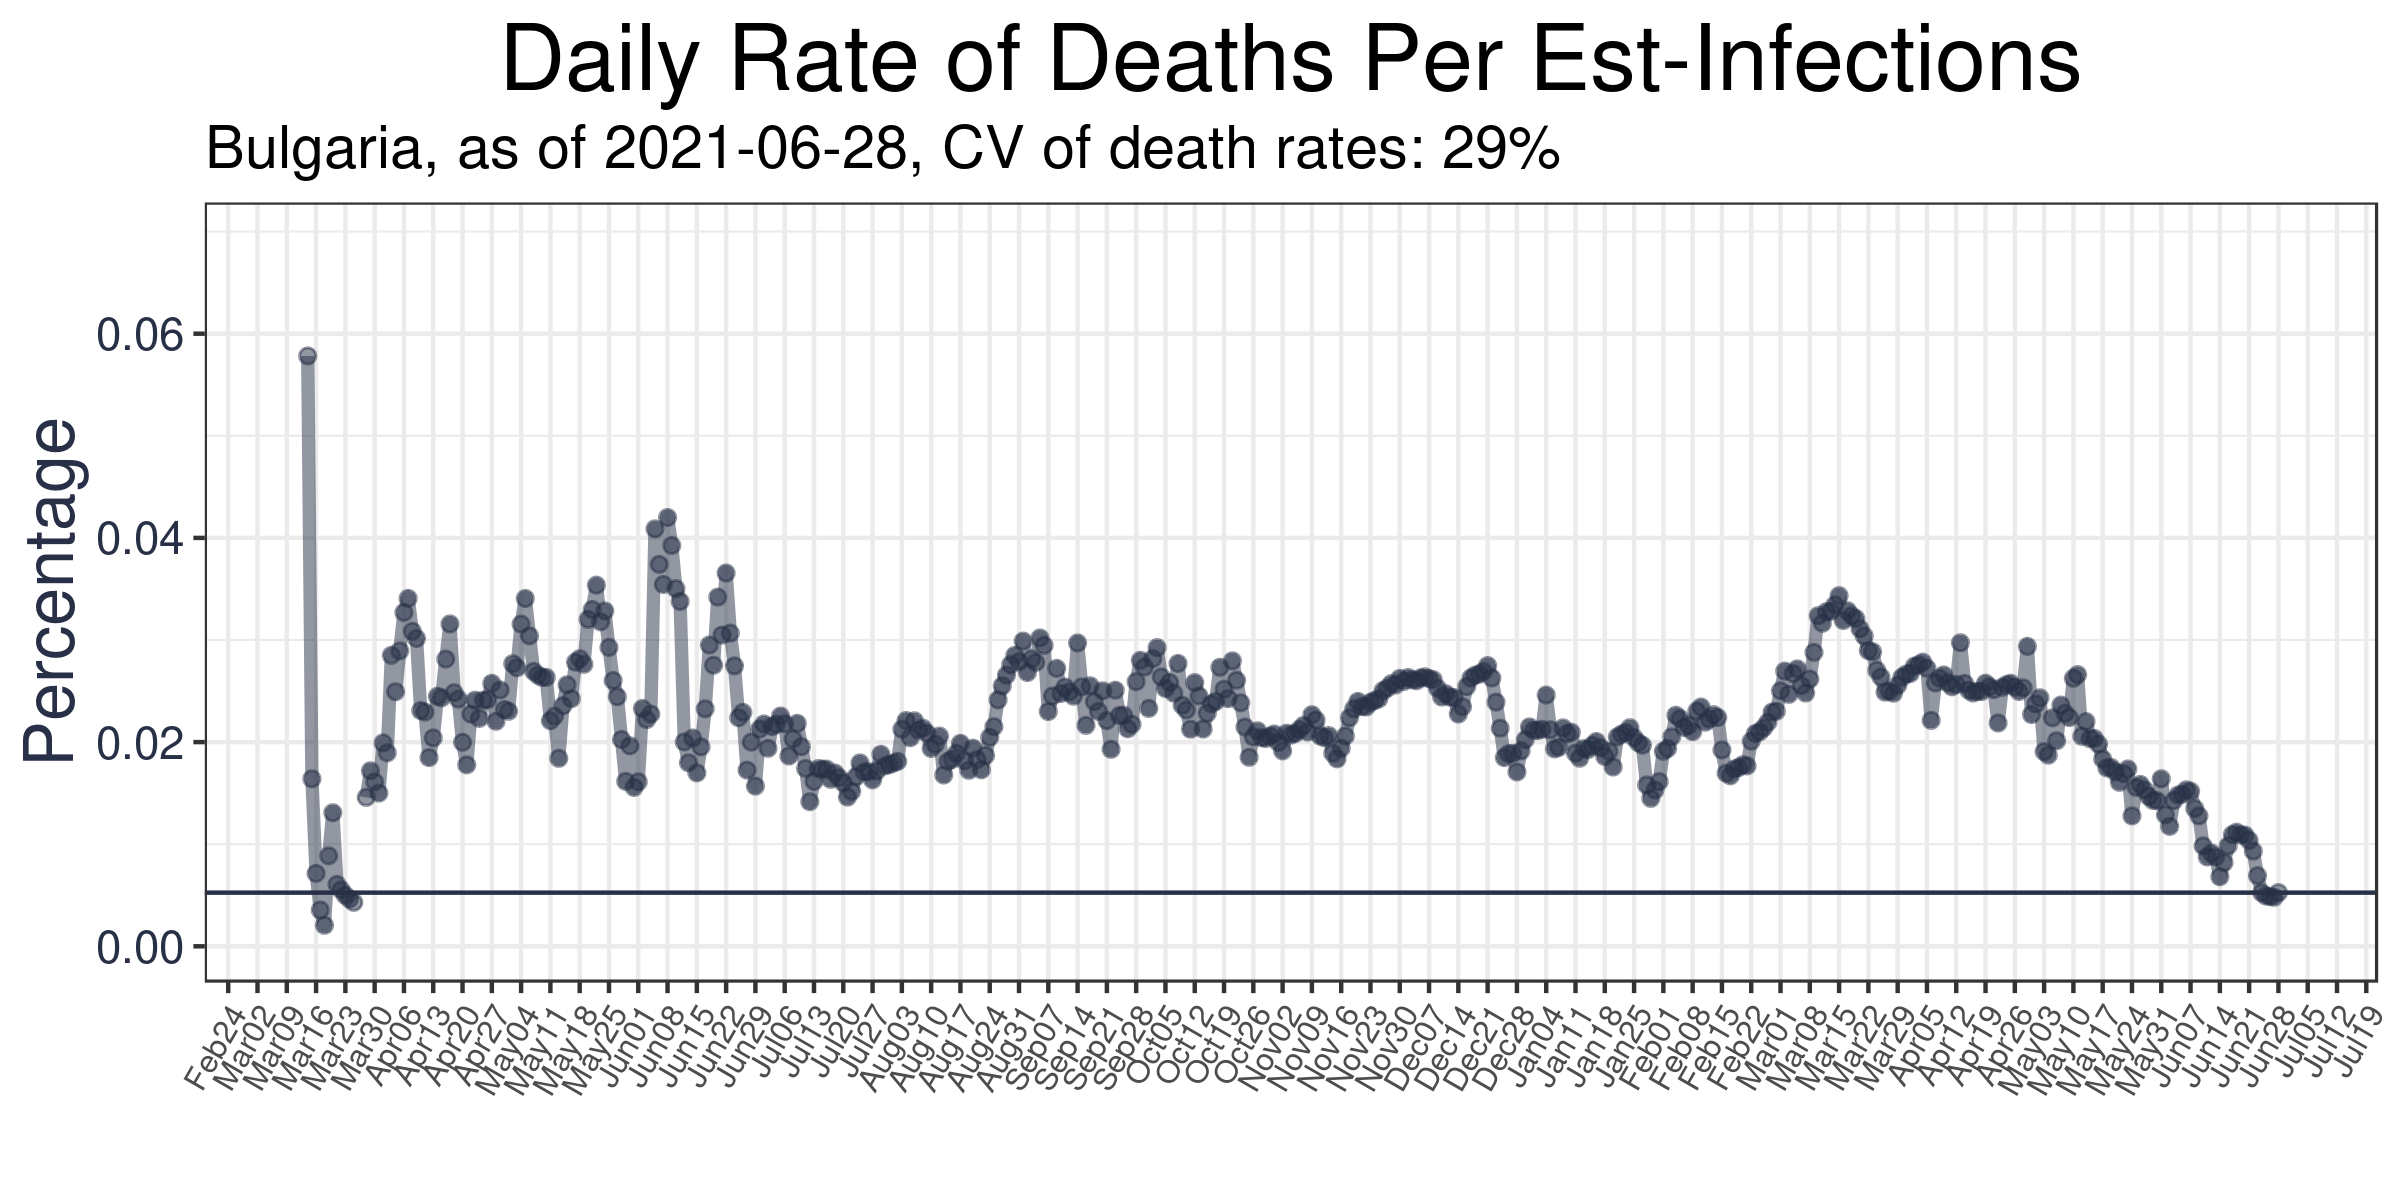 Daily Rate of Deaths Per Est-Infections
Bulgaria, as of 2021-06-28, CV of death rates: 29%
Percentage
0.06
0.04
0.02
0.00
Feb24
Mar02
Mar09
Mar16
Mar23
Mar30
Apr06
Apr13
Apr20
Apr27
May04
May11
May18
May25
Jun01
Jun08
Jun15
Jun22
Jun29
Jul06
Jul13
Jul20
Jul27
Aug03
Aug10
Aug17
Aug24
Aug31
Sep07
Sep14
Sep21
Sep28
Oct05
Oct12
Oct19
Oct26
Nov02
Nov09
Nov16
Nov23
Nov30
Dec07
Dec14
Dec21
Dec28
Jan04
Jan11
Jan18
Jan25
Feb01
Feb08
Feb15
Feb22
Mar01
Mar08
Mar15
Mar22
Mar29
Apr05
Apr12
Apr19
Apr26
May03
May10
May17
May24
May31
Jun07
Jun14
Jun21
Jun28
Jul05
Jul12
Jul19